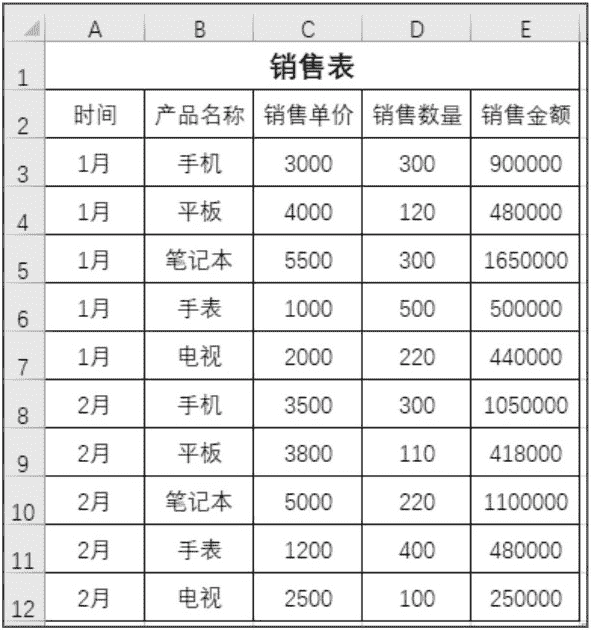 A B C D E
1 销售表
2 时间 产品名称 销售单价 销售数量 销售金额
3 1月 手机 3000 300 900000
4 1月 平板 4000 120 480000
5 1月 笔记本 5500 300 1650000
6 1月 手表 1000 500 500000
7 1月 电视 2000 220 440000
8 2月 手机 3500 300 1050000
9 2月 平板 3800 110 418000
10 2月 笔记本 5000 220 1100000
11 2月 手表 1200 400 480000
12 2月 电视 2500 100 250000